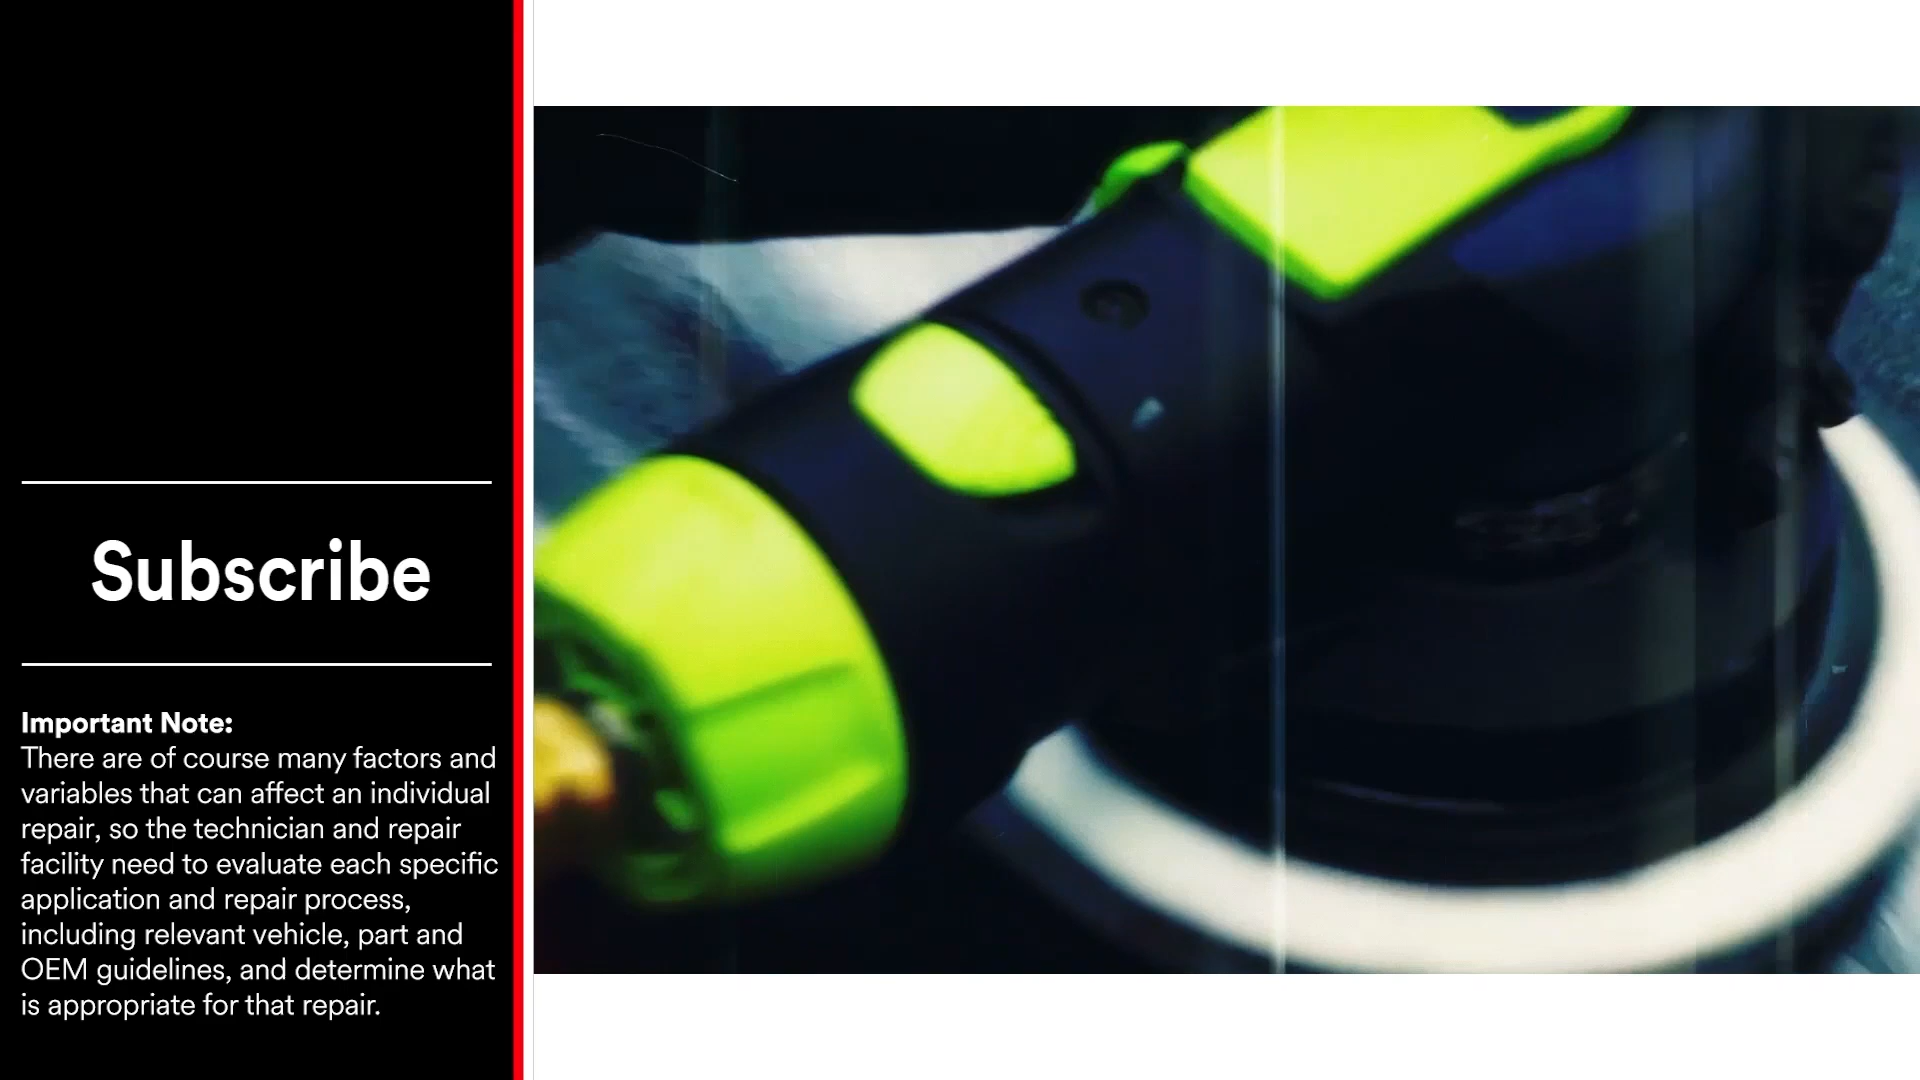 Subscribe
Important Note:
There are of course many factors and
variables that can affect an individual
repair, so the technician and repair
facility need to evaluate each specific
application and repair process,
including relevant vehicle, part and
OEM guidelines, and determine what
is appropriate for that repair.